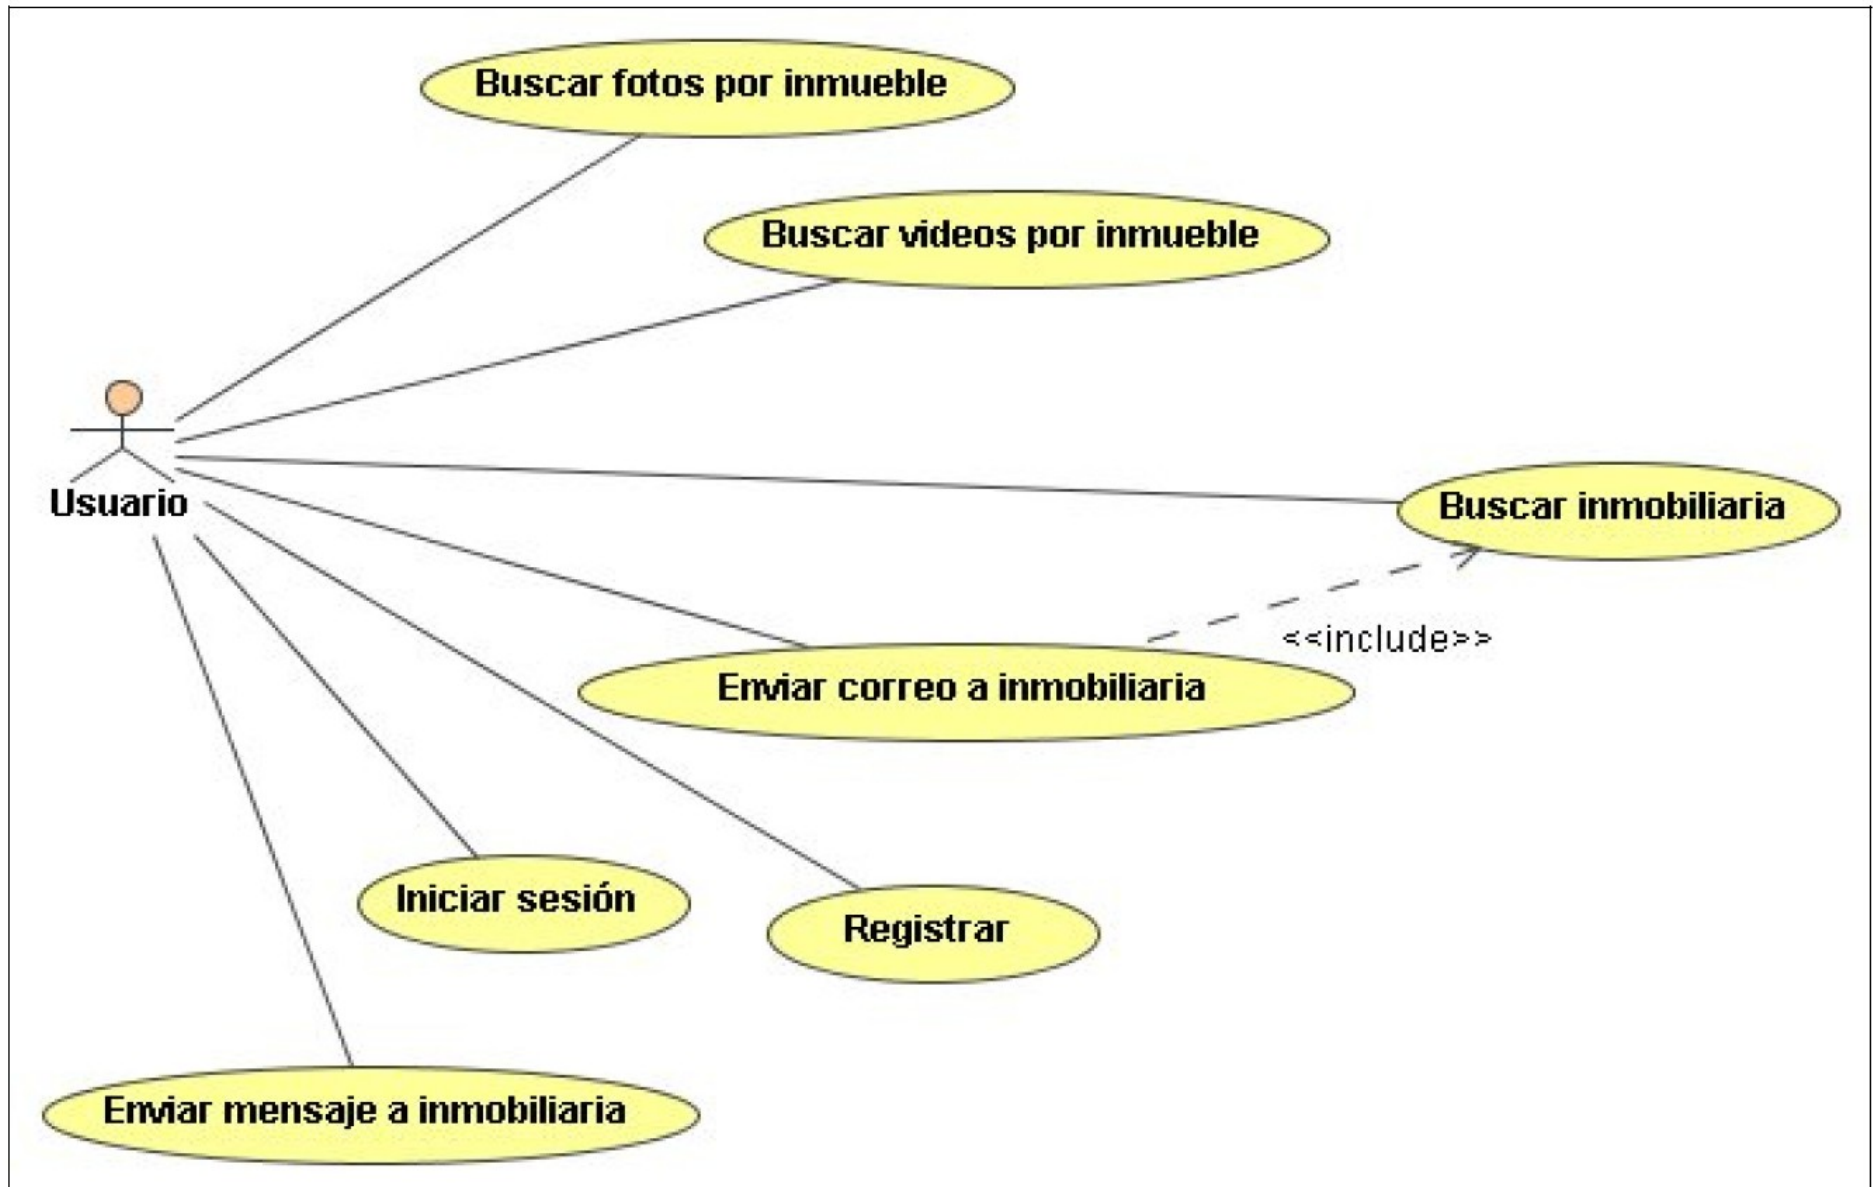 Buscar fotos por inmueble
Buscar videos por inmueble
Usuario
Buscar inmobiliaria
<<include>>
Enviar correo a inmobiliaria
Iniciar sesión
Registrar
Enviar mensaje a inmobiliaria